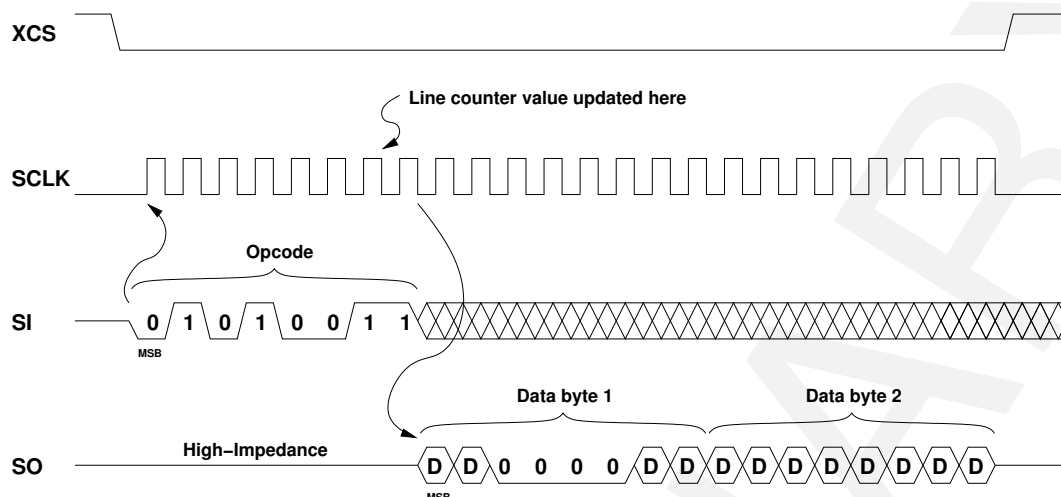 XCS
Line counter value updated here
SCLK
Opcode
SI
0 1 0 1 0 0 1 1
MSB
Data byte 1
Data byte 2
High−Impedance
SO
D D 0 0 0 0 D D D D D D D D D D
MSB